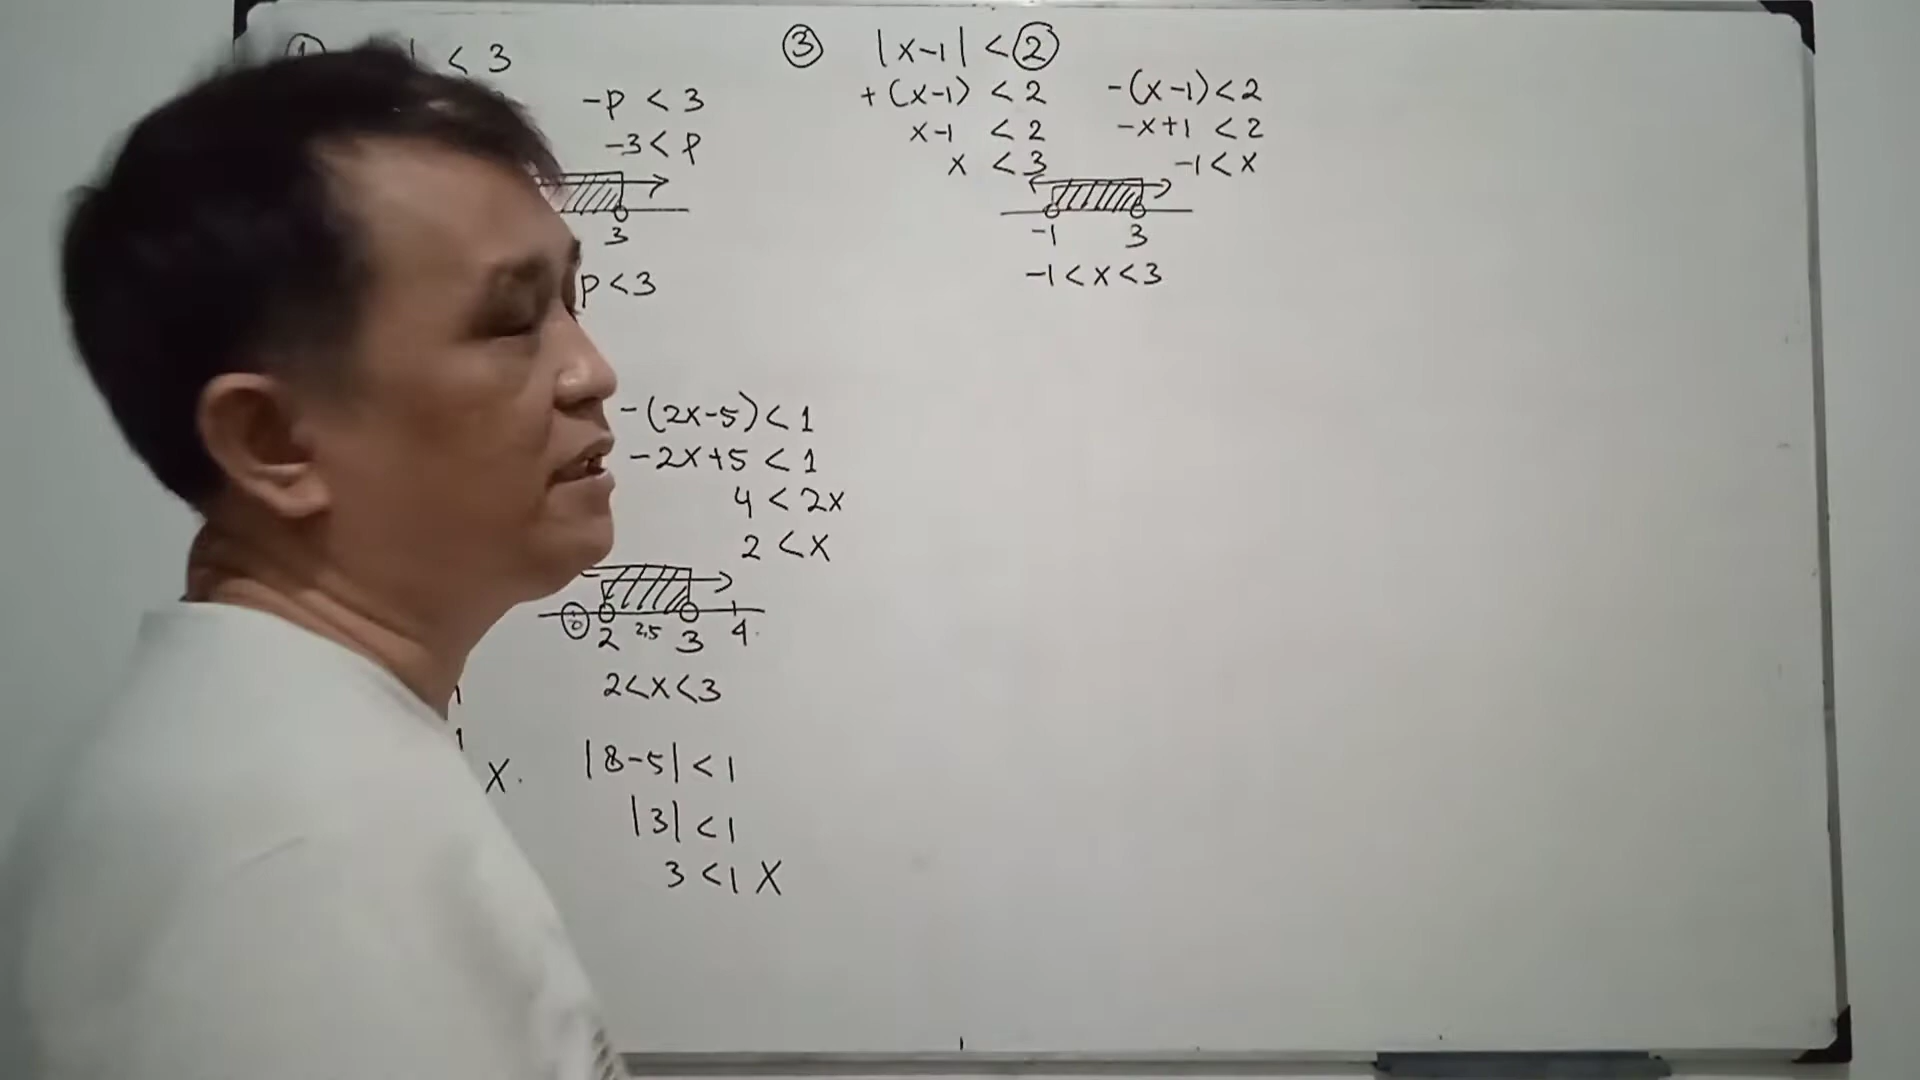 < 3
-p < 3
-3 < p
3
p < 3
-(2x-5) < 1
-2x+5 < 1
4 < 2x
2 < x
0 2 2,5 3 4
2 < x < 3
1
1
X.
|8-5| < 1
|3| < 1
3 < 1 X
③ |x-1| < ②
+(x-1) < 2 -(x-1) < 2
x-1 < 2 -x+1 < 2
x < 3 -1 < x
-1 3
-1 < x < 3